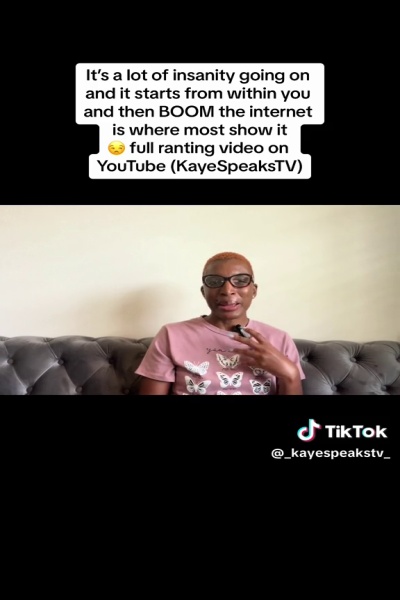 It's a lot of insanity going on
and it starts from within you
and then BOOM the internet
is where most show it
😒 full ranting video on
YouTube (KayeSpeaksTV)
TikTok
@_kayespeakstv_